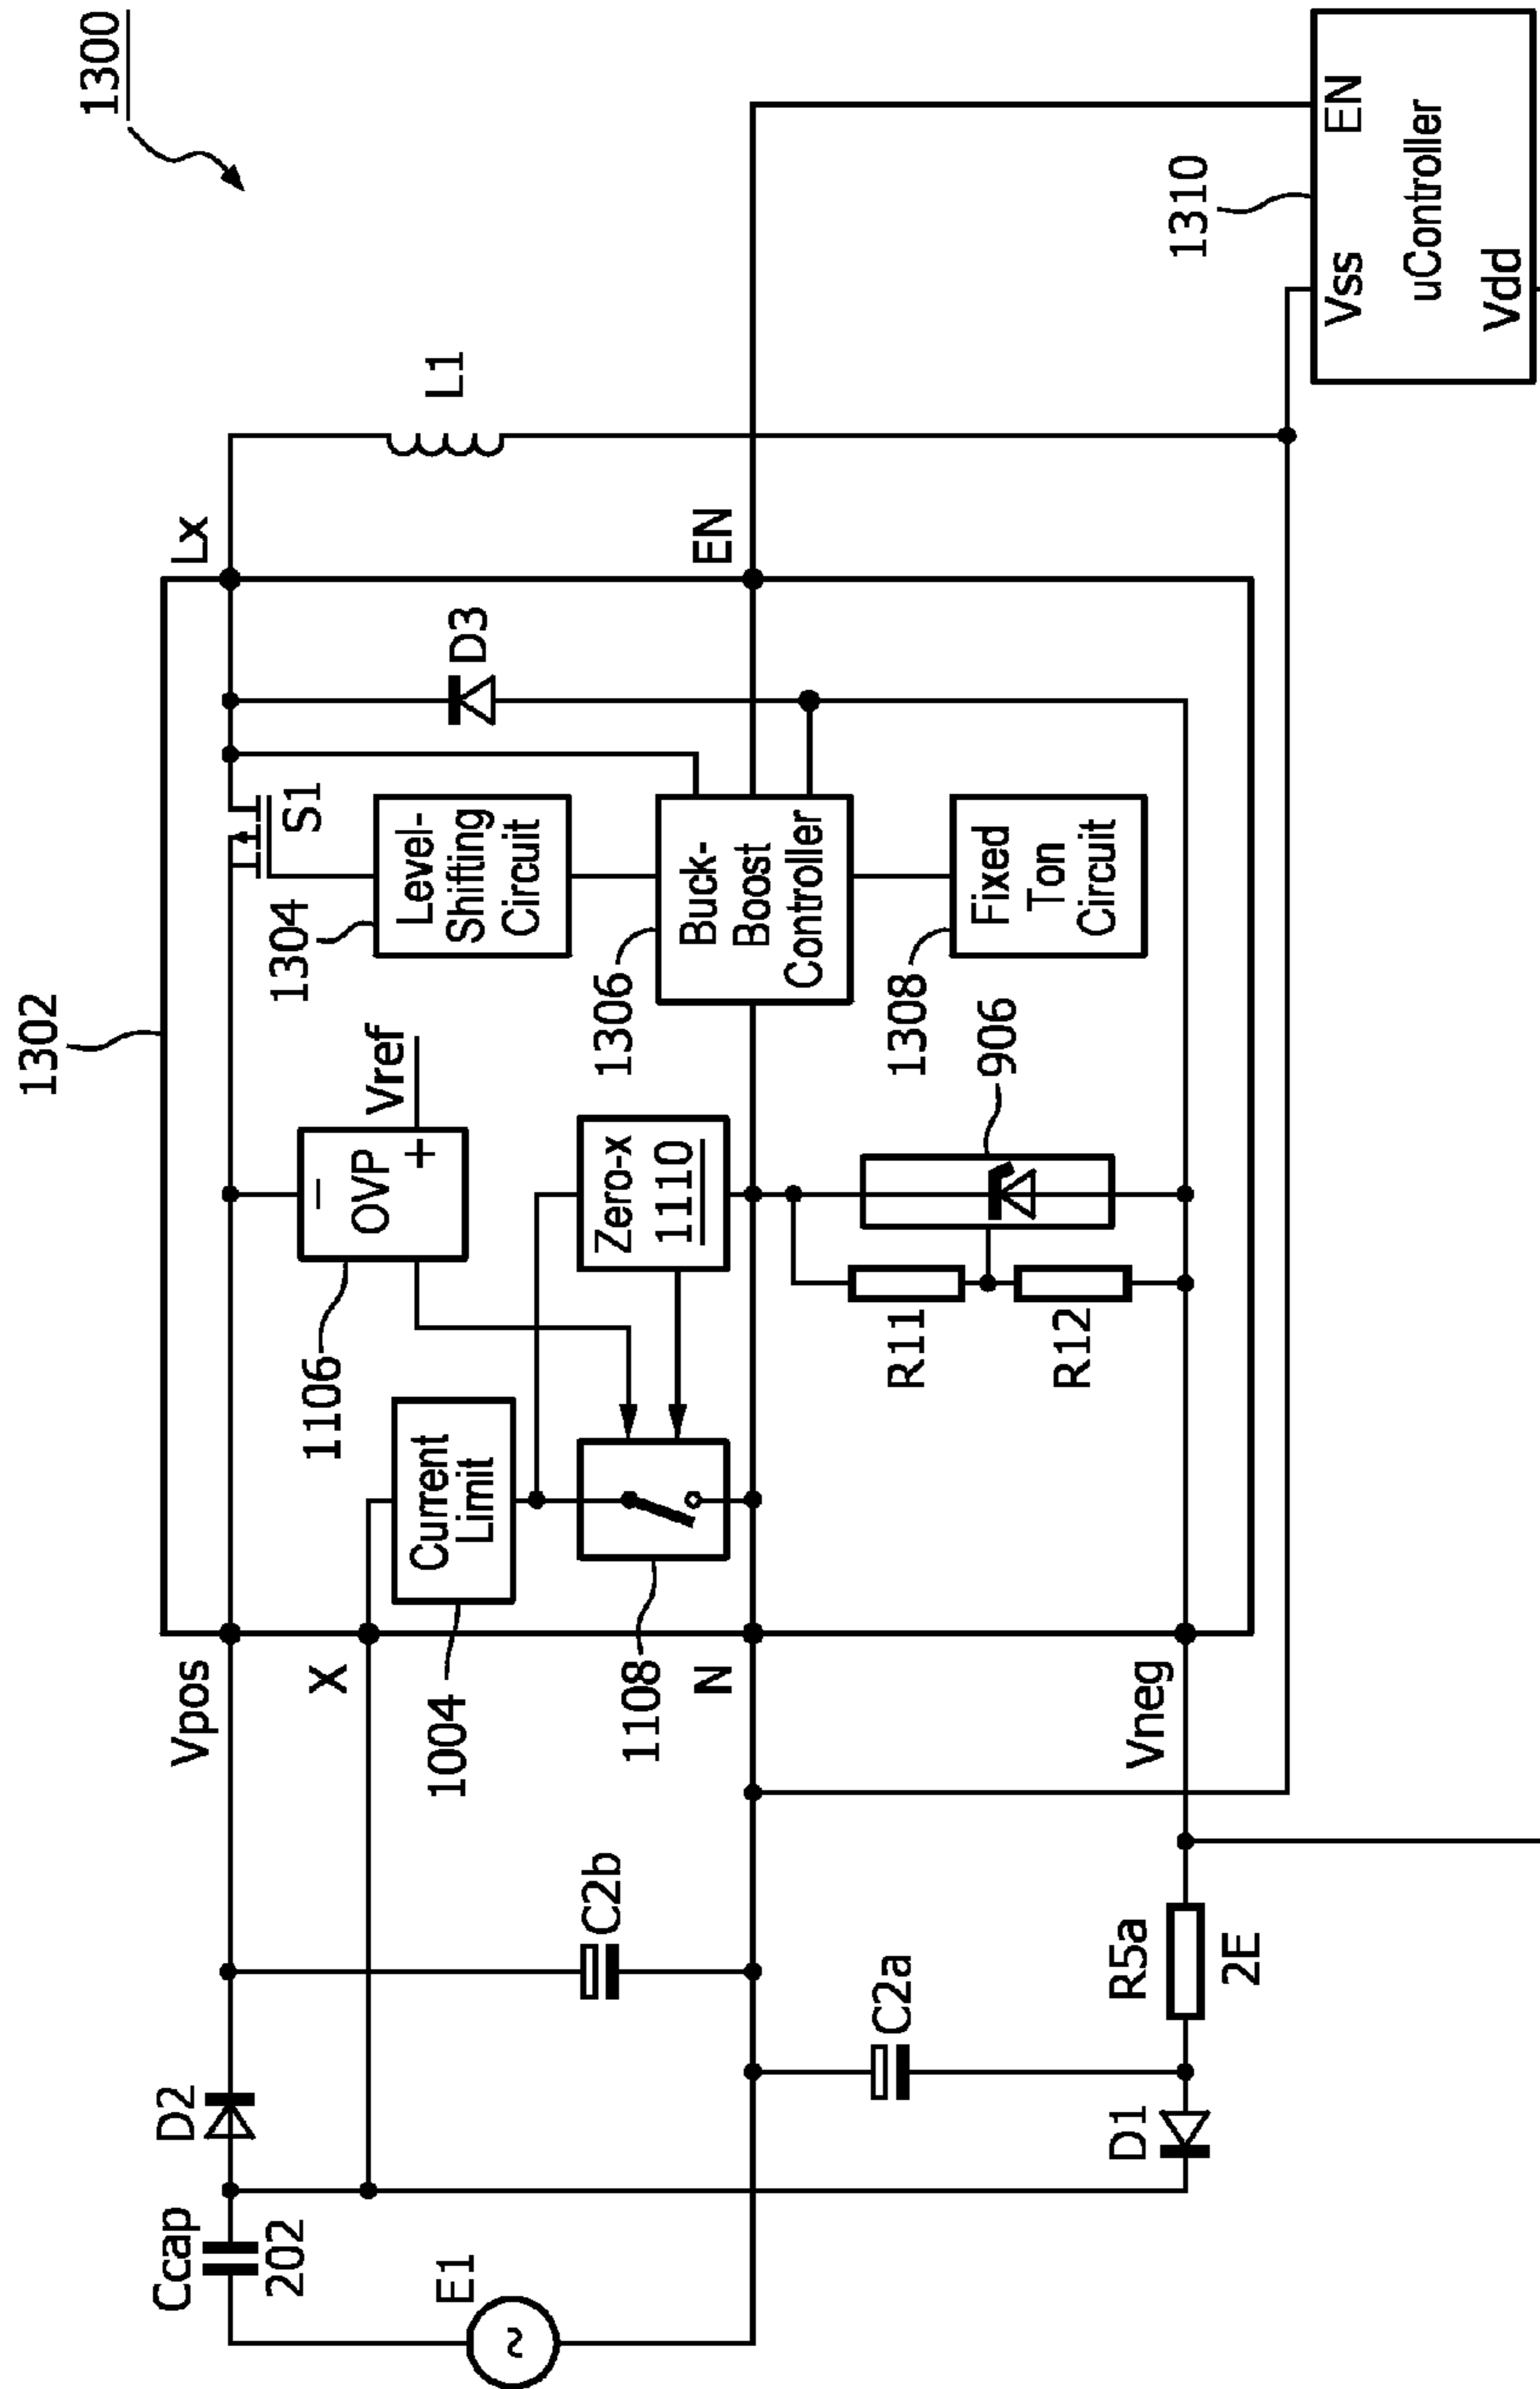 1300
1302
Ccap
202
D2
Vpos
Lx
E1
X
1004
Current
Limit
1106
OVP
−
+
Vref
1304
Level-
Shifting
Circuit
S1
D3
L1
C2b
1108
N
Zero-x
1110
1306
Buck-
Boost
Controller
EN
C2a
R11
R12
906
1308
Fixed
Ton
Circuit
D1
R5a
2E
Vneg
1310
Vss
EN
uController
Vdd